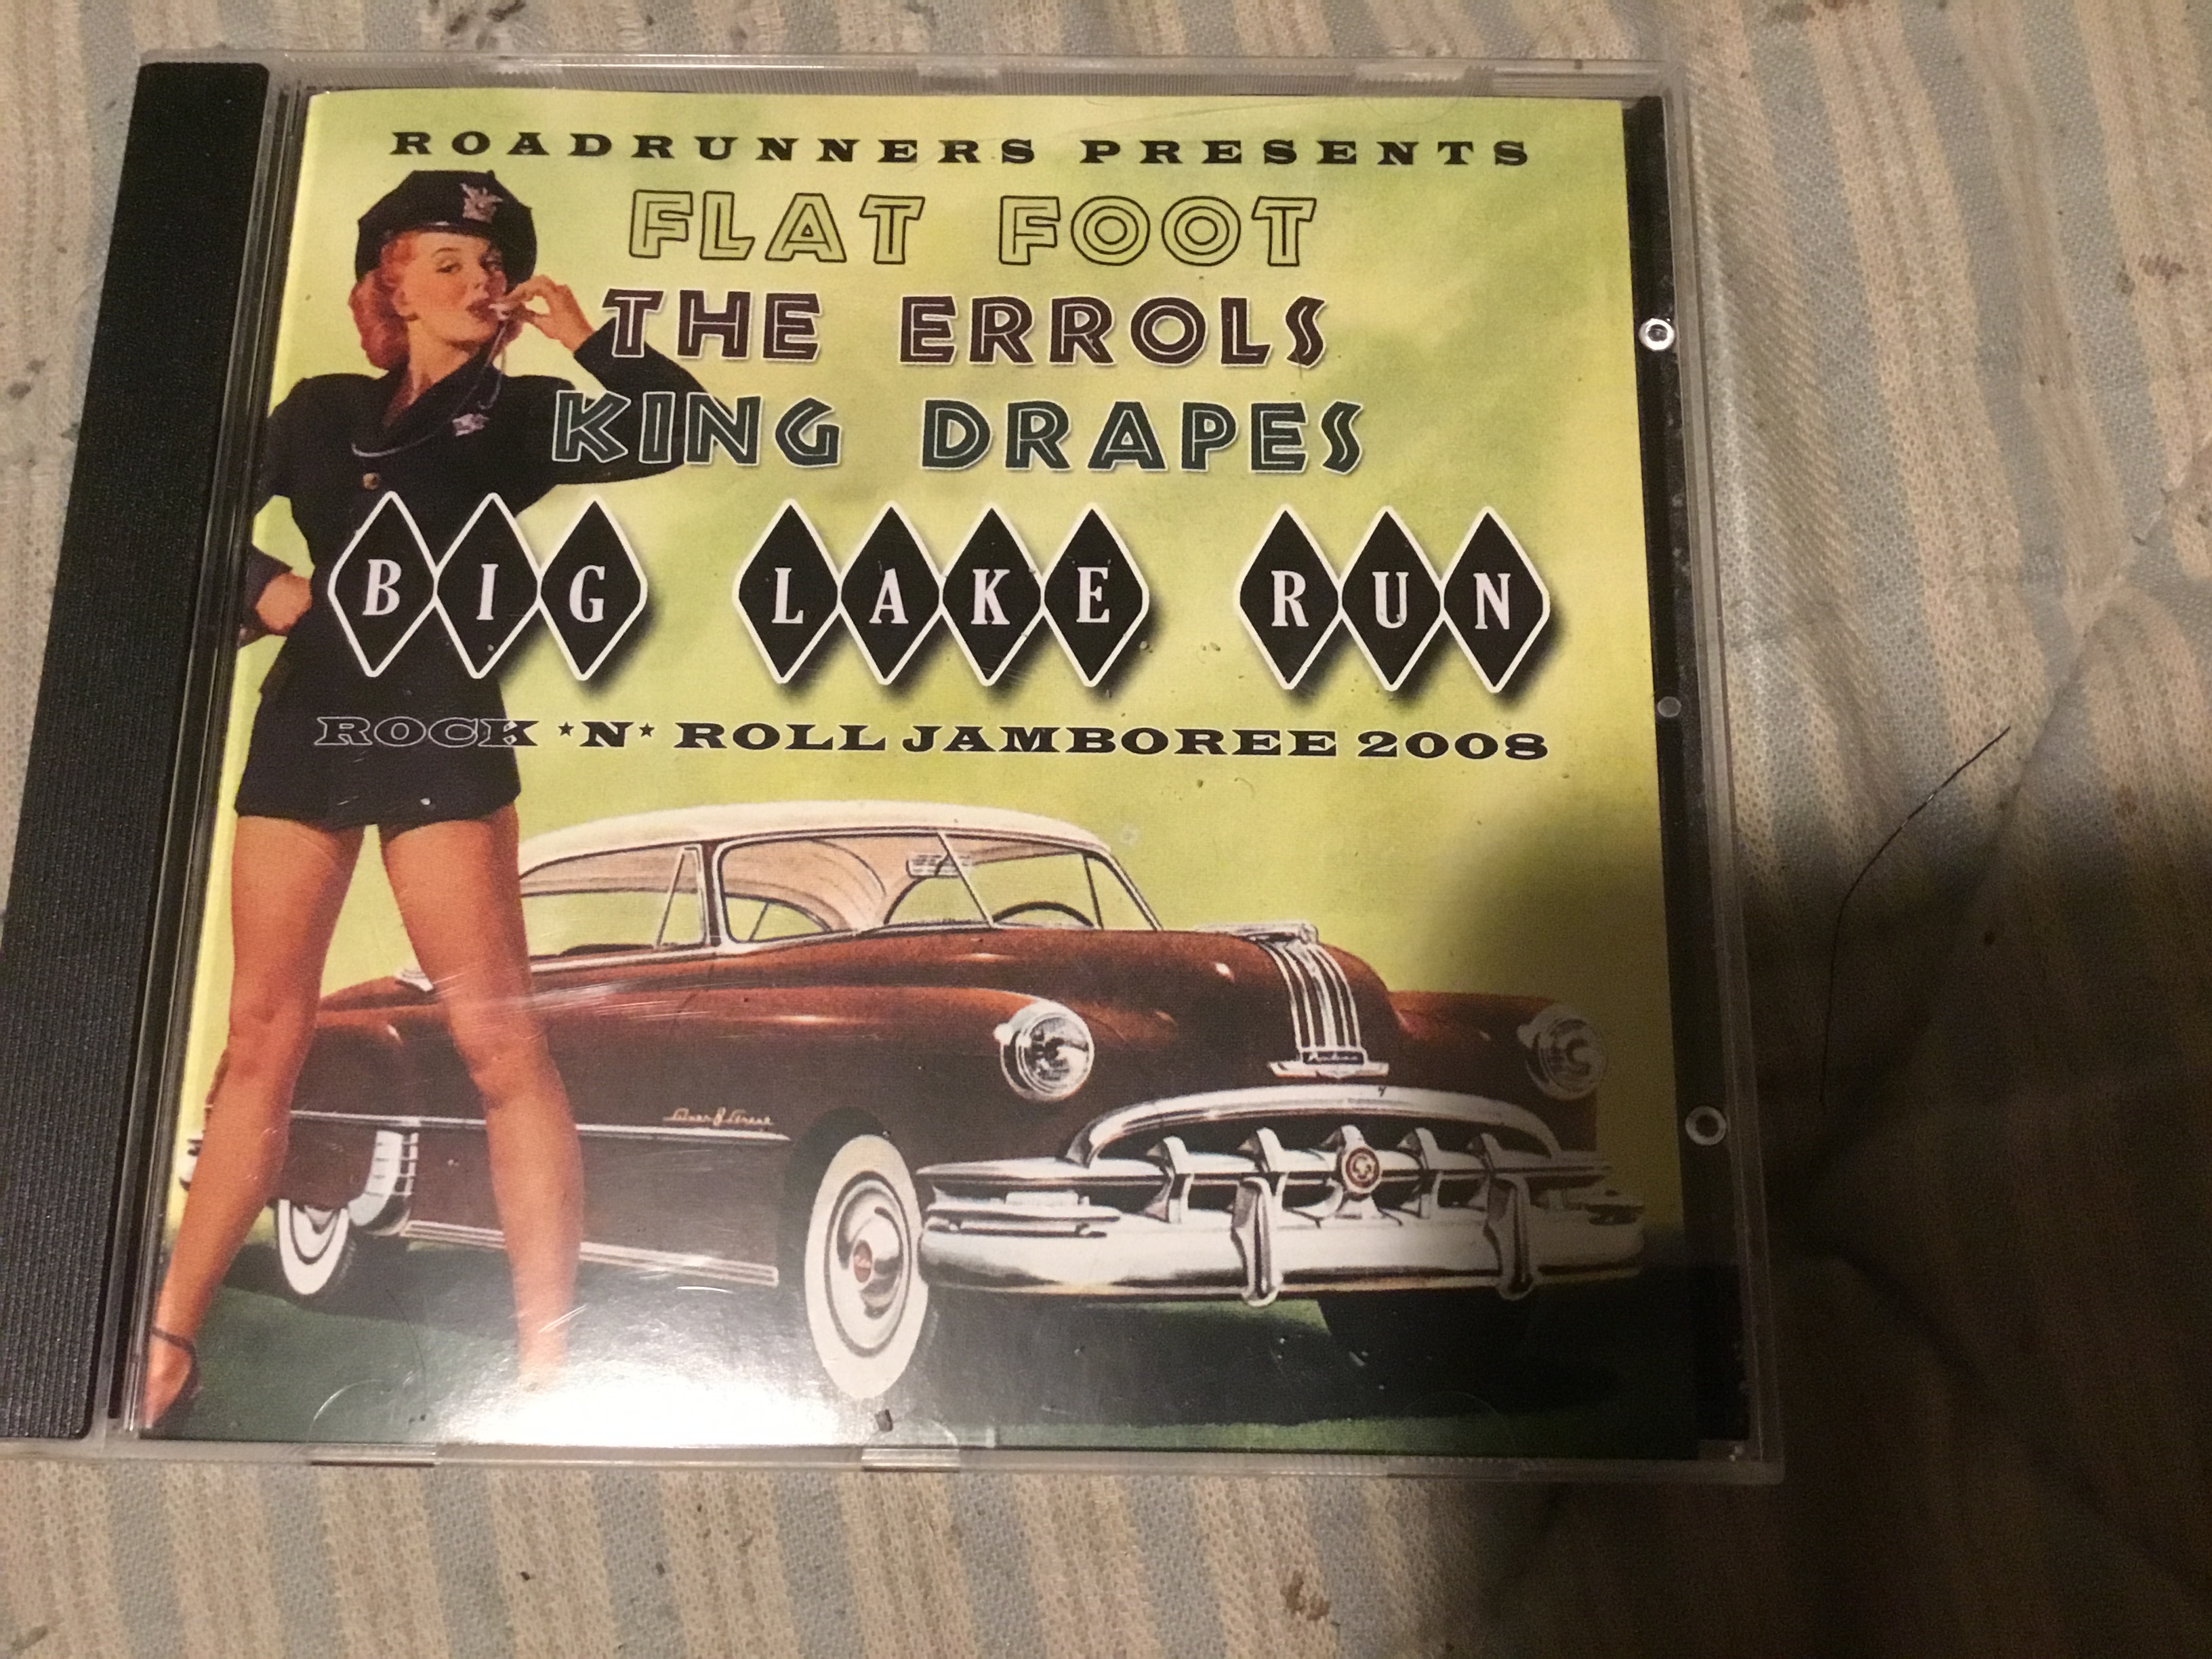 ROADRUNNERS PRESENTS
FLAT FOOT
THE ERROLS
KING DRAPES
BIG LAKE RUN
ROCK *N* ROLL JAMBOREE 2008